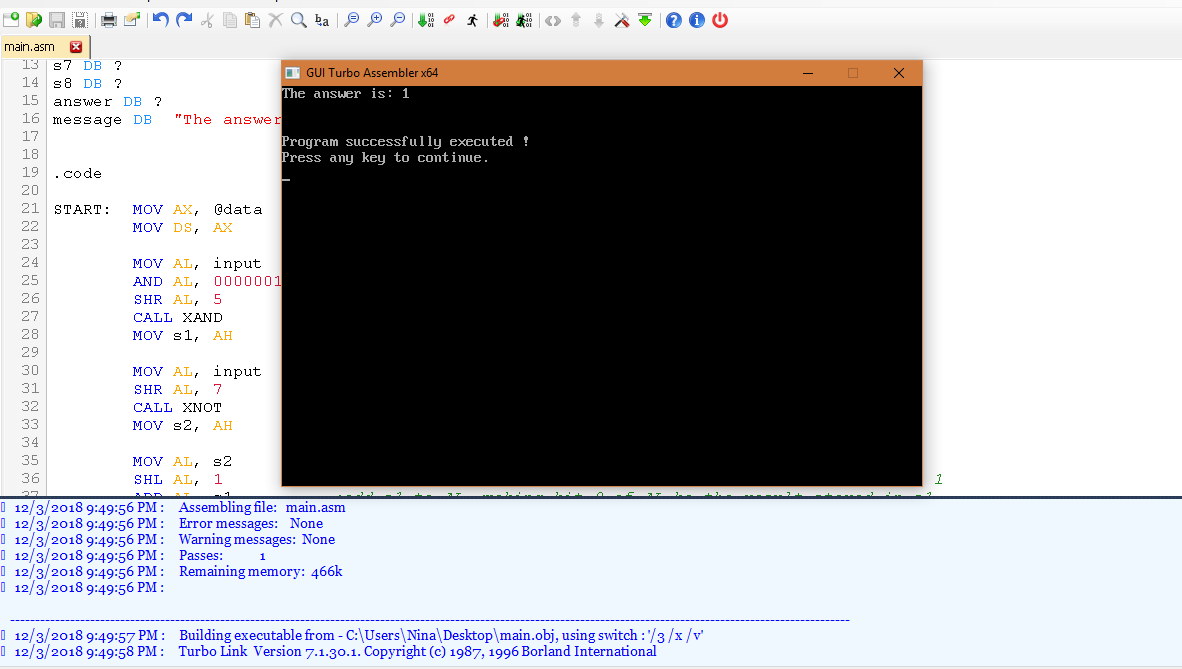 main.asm
13 s7 DB ?
14 s8 DB ?
15 answer DB ?
16 message DB "The answer
17
18
19 .code
20
21 START: MOV AX, @data
22 MOV DS, AX
23
24 MOV AL, input
25 AND AL, 0000001
26 SHR AL, 5
27 CALL XAND
28 MOV s1, AH
29
30 MOV AL, input
31 SHR AL, 7
32 CALL XNOT
33 MOV s2, AH
34
35 MOV AL, s2
36 SHL AL, 1 1
GUI Turbo Assembler x64
The answer is: 1
Program successfully executed !
Press any key to continue.
12/3/2018 9:49:56 PM : Assembling file: main.asm
12/3/2018 9:49:56 PM : Error messages: None
12/3/2018 9:49:56 PM : Warning messages: None
12/3/2018 9:49:56 PM : Passes: 1
12/3/2018 9:49:56 PM : Remaining memory: 466k
12/3/2018 9:49:56 PM :
12/3/2018 9:49:57 PM : Building executable from - C:\Users\Nina\Desktop\main.obj, using switch : '/3 /x /v'
12/3/2018 9:49:58 PM : Turbo Link Version 7.1.30.1. Copyright (c) 1987, 1996 Borland International